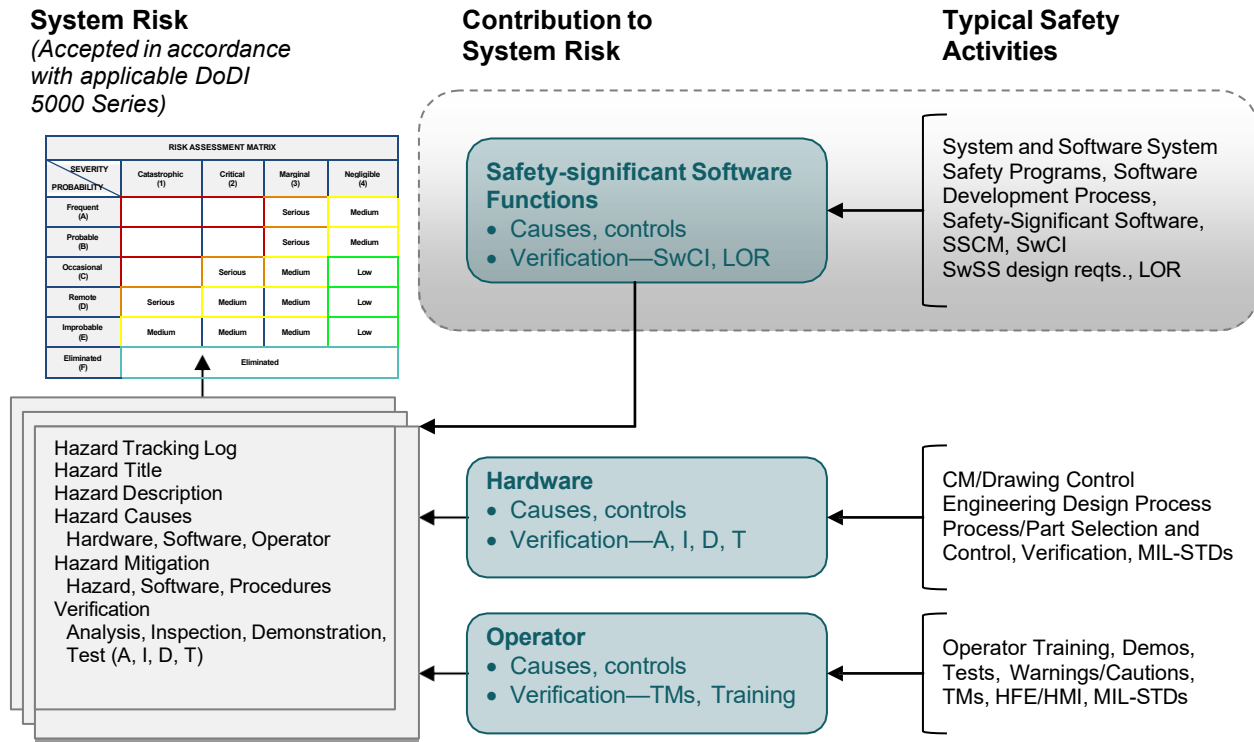 System Risk
(Accepted in accordance
with applicable DoDI
5000 Series)
Contribution to
System Risk
Typical Safety
Activities
RISK ASSESSMENT MATRIX
SEVERITY
PROBABILITY
Catastrophic
(1)
Critical
(2)
Marginal
(3)
Negligible
(4)
Frequent
(A)
Serious
Medium
Probable
(B)
Serious
Medium
Occasional
(C)
Serious
Medium
Low
Remote
(D)
Serious
Medium
Medium
Low
Improbable
(E)
Medium
Medium
Medium
Low
Eliminated
(F)
Eliminated
Safety-significant Software
Functions
• Causes, controls
• Verification—SwCI, LOR
System and Software System
Safety Programs, Software
Development Process,
Safety-Significant Software,
SSCM, SwCI
SwSS design reqts., LOR
Hazard Tracking Log
Hazard Title
Hazard Description
Hazard Causes
Hardware, Software, Operator
Hazard Mitigation
Hazard, Software, Procedures
Verification
Analysis, Inspection, Demonstration,
Test (A, I, D, T)
Hardware
• Causes, controls
• Verification—A, I, D, T
CM/Drawing Control
Engineering Design Process
Process/Part Selection and
Control, Verification, MIL-STDs
Operator
• Causes, controls
• Verification—TMs, Training
Operator Training, Demos,
Tests, Warnings/Cautions,
TMs, HFE/HMI, MIL-STDs